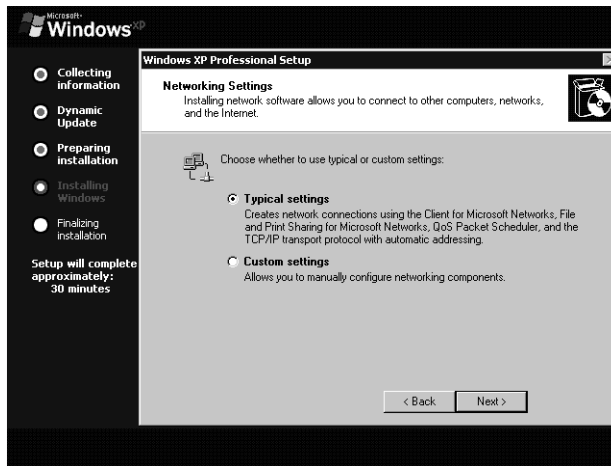 Microsoft
Windows xp
Windows XP Professional Setup
Collecting
information
Dynamic
Update
Preparing
installation
Installing
Windows
Finalizing
installation
Setup will complete
approximately:
30 minutes
Networking Settings
Installing network software allows you to connect to other computers, networks,
and the Internet.
Choose whether to use typical or custom settings:
Typical settings
Creates network connections using the Client for Microsoft Networks, File
and Print Sharing for Microsoft Networks, QoS Packet Scheduler, and the
TCP/IP transport protocol with automatic addressing.
Custom settings
Allows you to manually configure networking components.
< Back
Next >